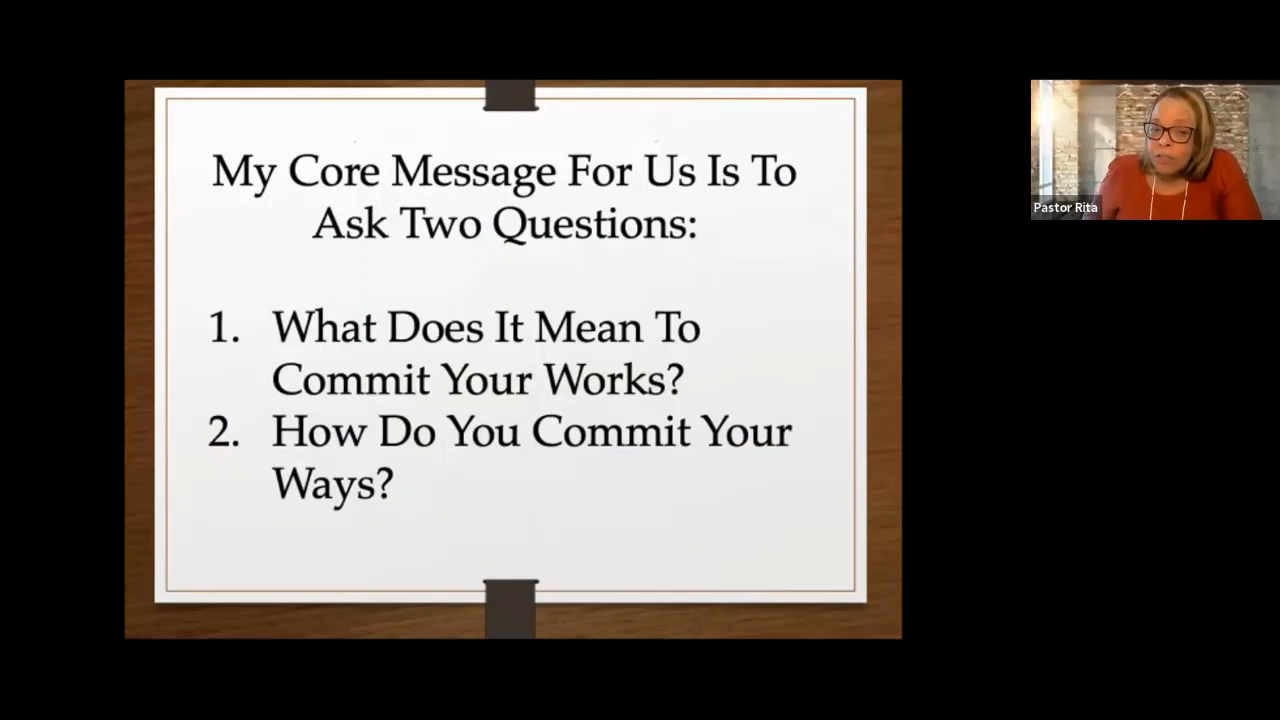 My Core Message For Us Is To
Ask Two Questions:
1. What Does It Mean To
Commit Your Works?
2. How Do You Commit Your
Ways?
Pastor Rita